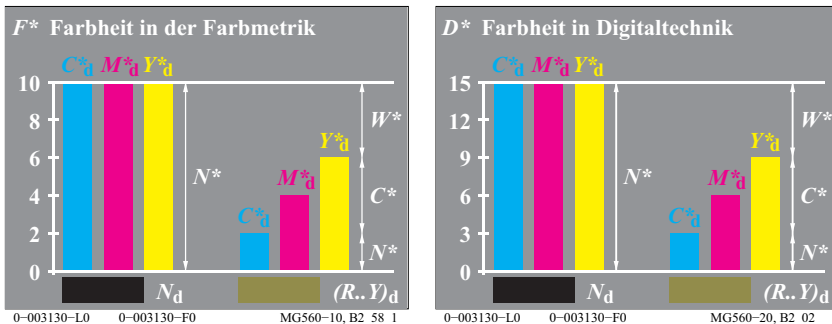 F* Farbheit in der Farbmetrik
C*d M*d Y*d
10
8
6
4
2
0
N*
C*d
M*d
Y*d
W*
C*
N*
Nd
(R..Y)d
0−003130−L0 0−003130−F0 MG560−10, B2 58 1
D* Farbheit in Digitaltechnik
C*d M*d Y*d
15
12
9
6
3
0
N*
C*d
M*d
Y*d
W*
C*
N*
Nd
(R..Y)d
0−003130−L0 0−003130−F0 MG560−20, B2 02